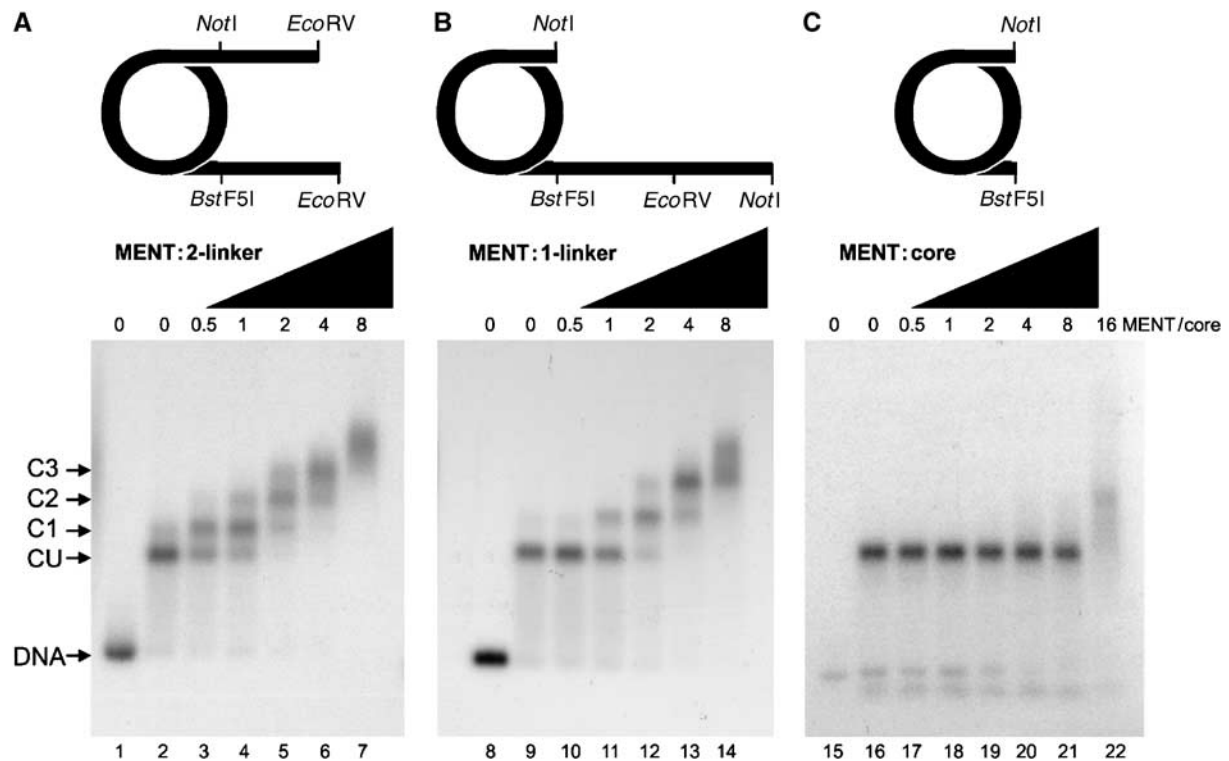 A
NotI
EcoRV
BstF5I
EcoRV
MENT:2-linker
0 0 0.5 1 2 4 8
C3
C2
C1
CU
DNA
1 2 3 4 5 6 7
B
NotI
BstF5I
EcoRV
NotI
MENT:1-linker
0 0 0.5 1 2 4 8
8 9 10 11 12 13 14
C
NotI
BstF5I
MENT:core
0 0 0.5 1 2 4 8 16 MENT/core
15 16 17 18 19 20 21 22